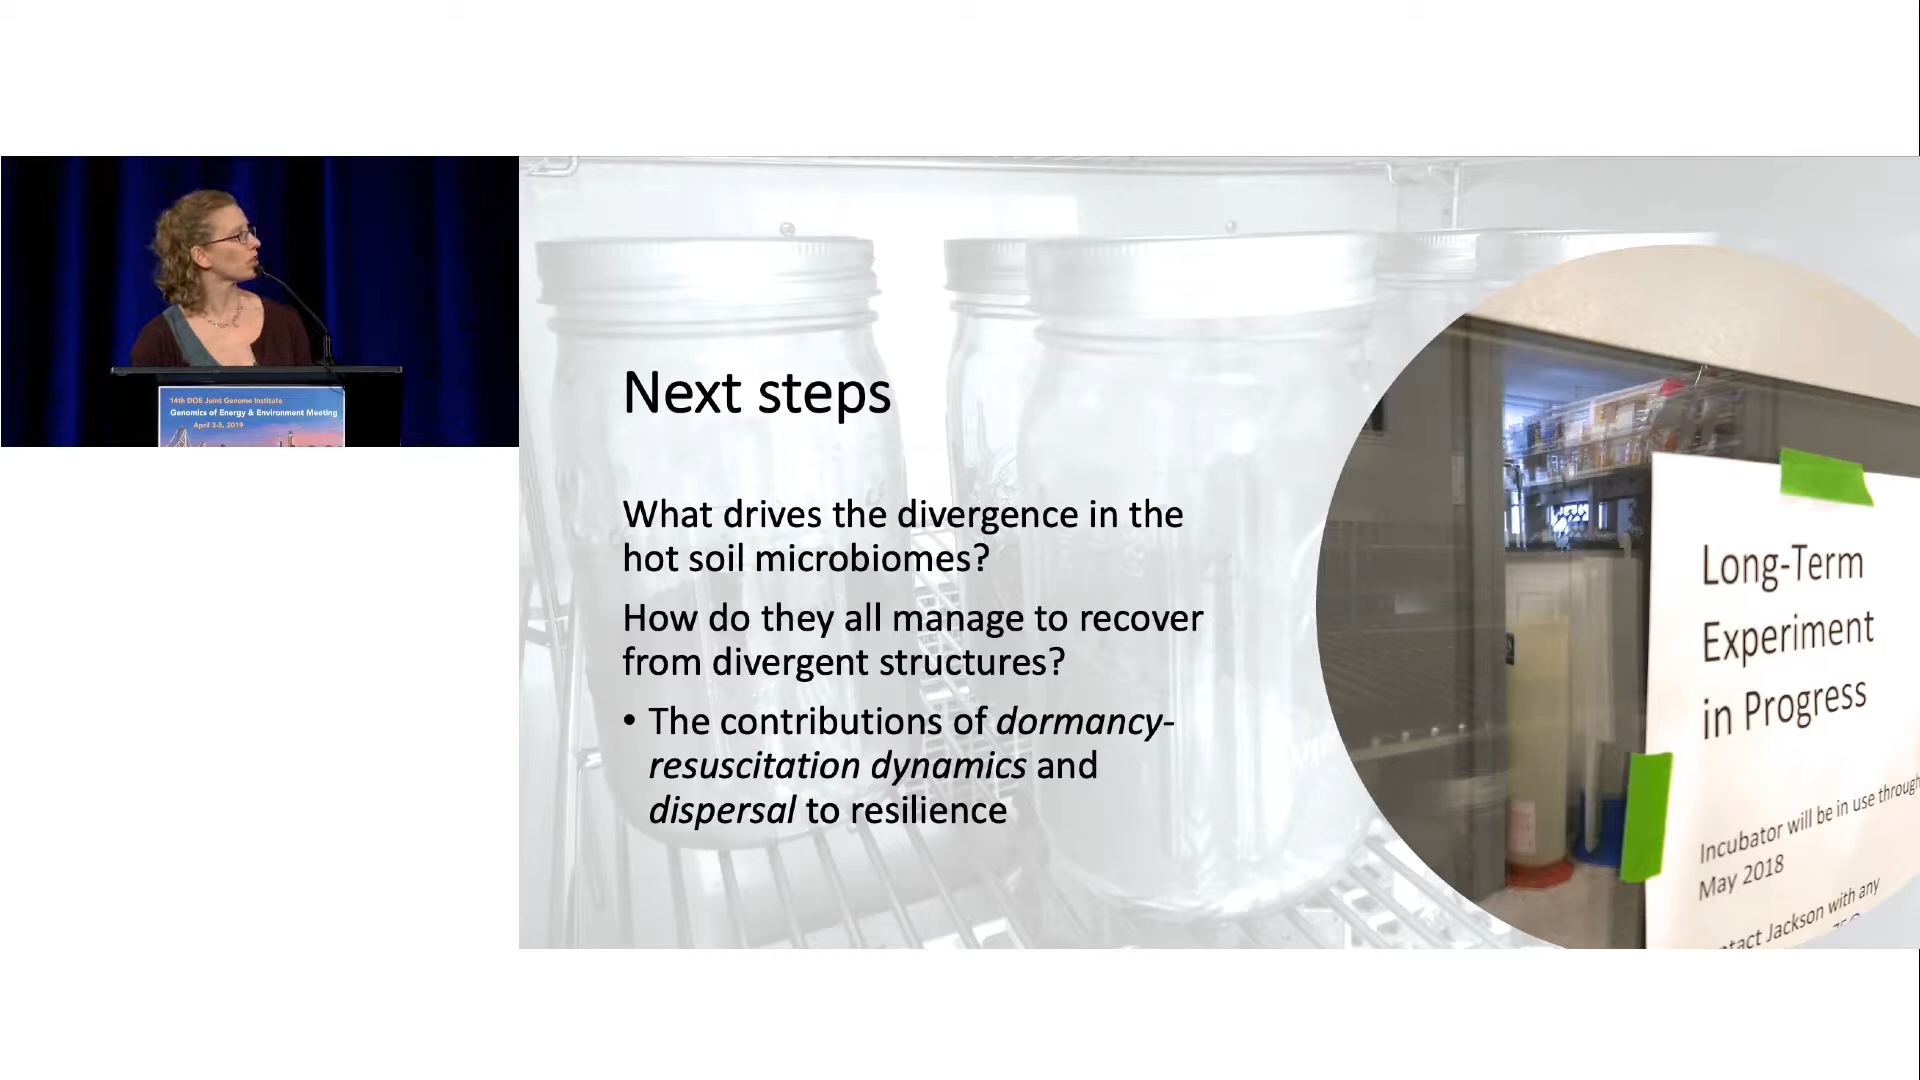 14th DOE Joint Genome Institute
Genomics of Energy & Environment Meeting
April 3-5, 2019
Next steps
What drives the divergence in the
hot soil microbiomes?
How do they all manage to recover
from divergent structures?
• The contributions of dormancy-
resuscitation dynamics and
dispersal to resilience
Long-Term
Experiment
in Progress
Incubator will be in use through
May 2018
Jackson with any